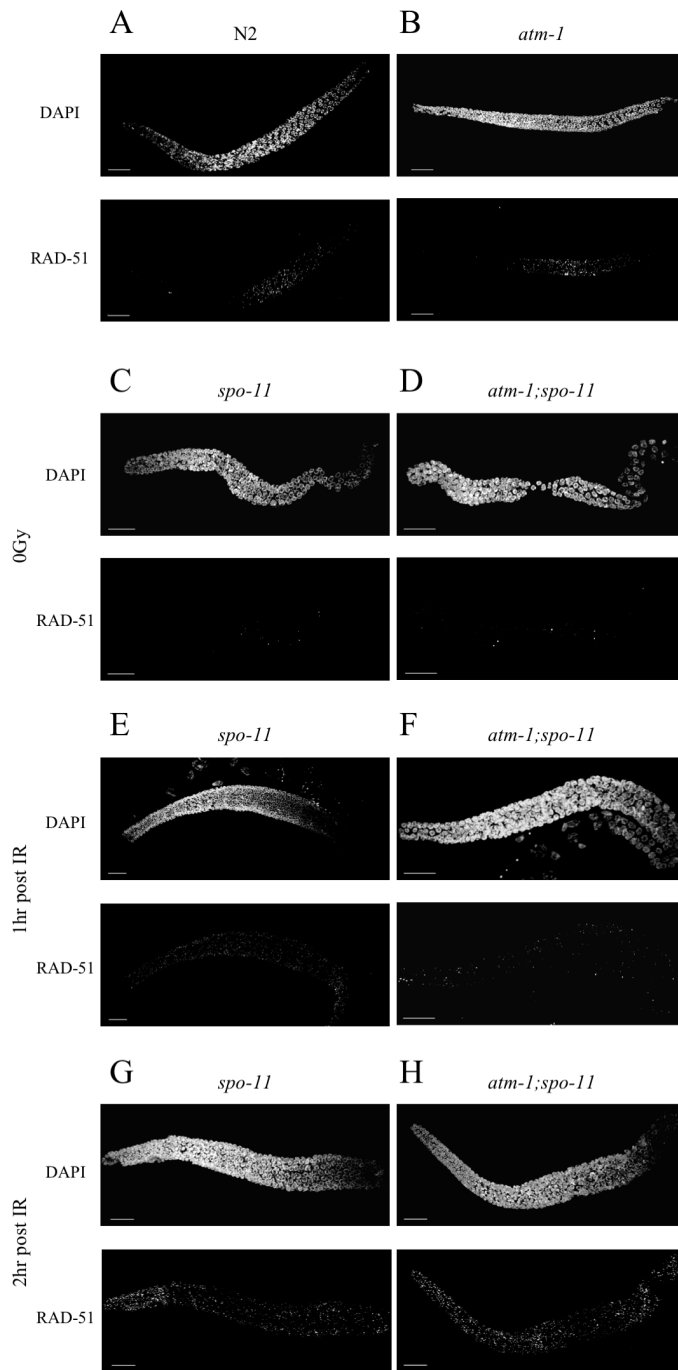 A
N2
B
atm-1
DAPI
RAD-51
C
spo-11
D
atm-1;spo-11
0Gy
DAPI
RAD-51
E
spo-11
F
atm-1;spo-11
1hr post IR
DAPI
RAD-51
G
spo-11
H
atm-1;spo-11
2hr post IR
DAPI
RAD-51